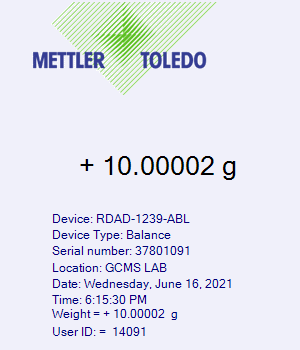 METTLER TOLEDO
+ 10.00002 g
Device: RDAD-1239-ABL
Device Type: Balance
Serial number: 37801091
Location: GCMS LAB
Date: Wednesday, June 16, 2021
Time: 6:15:30 PM
Weight = + 10.00002 g
User ID: = 14091